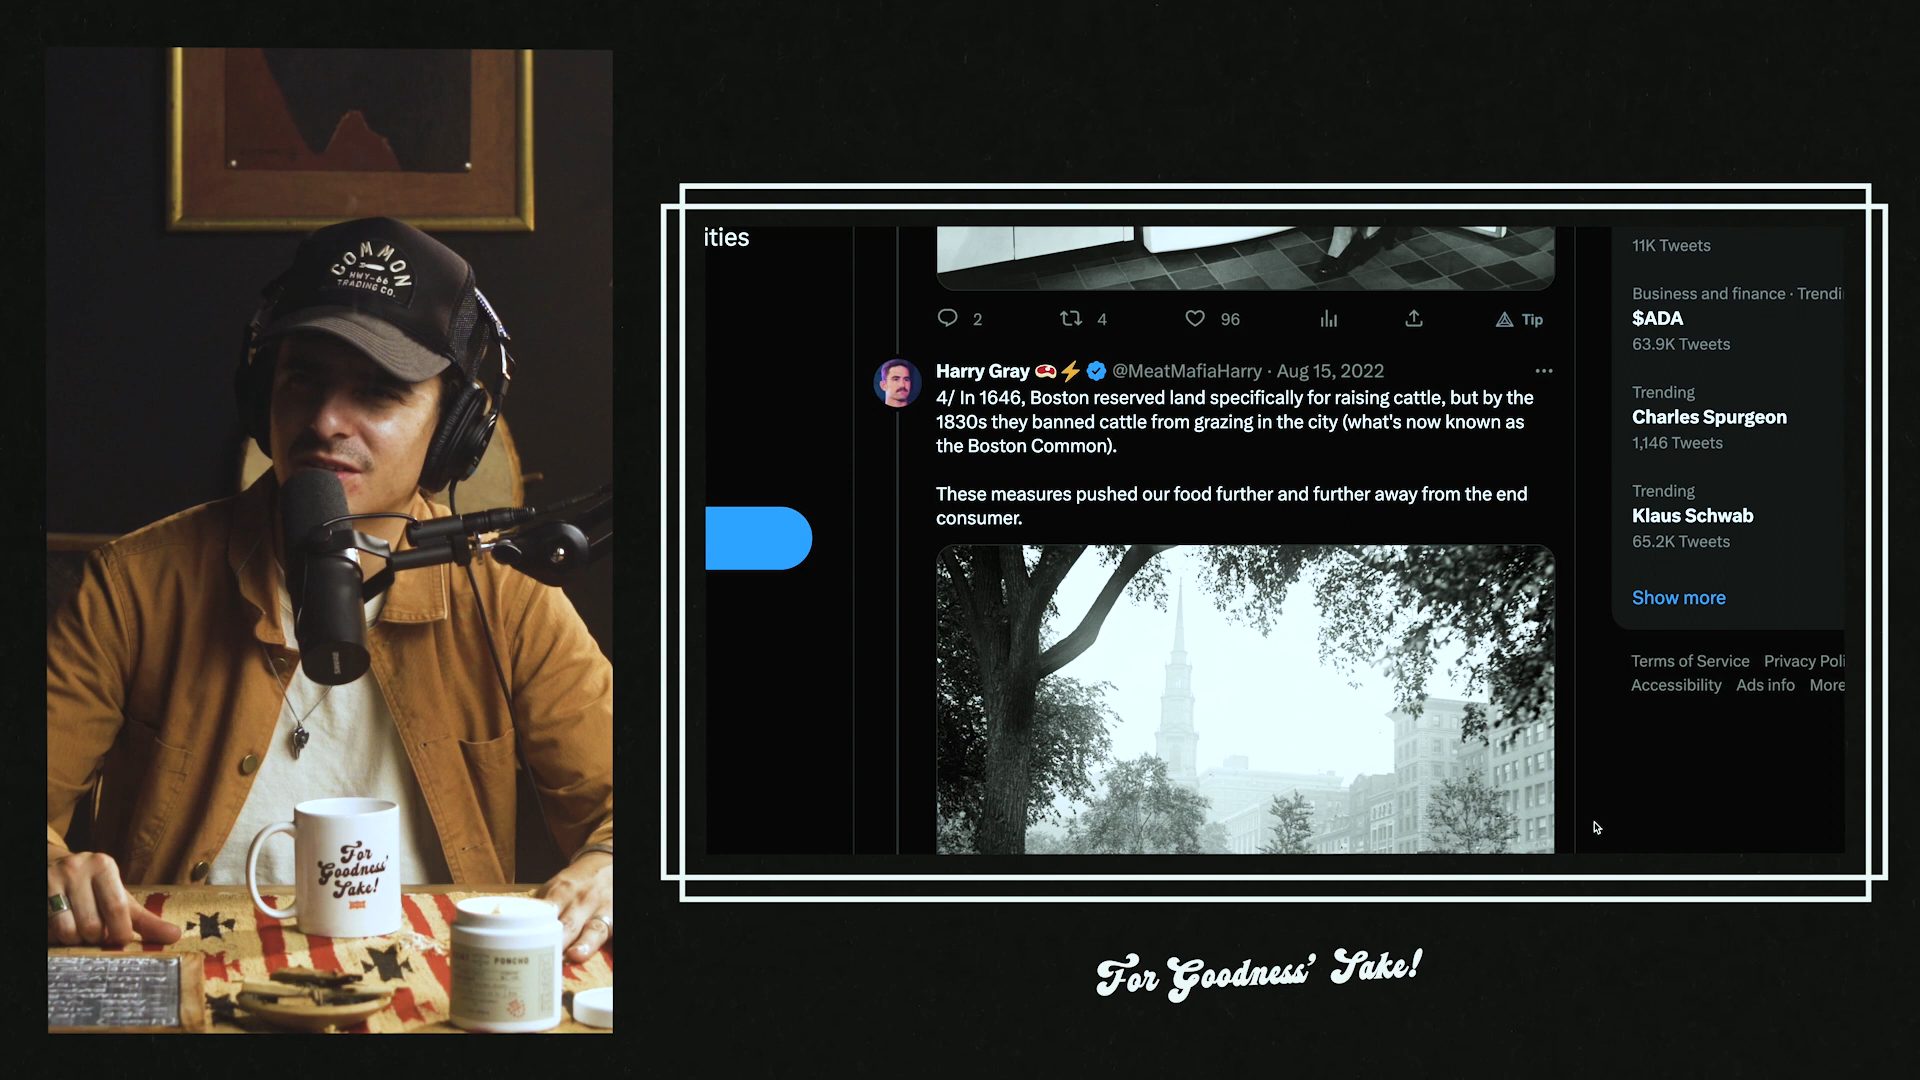 COMMON
HWY-66
TRADING CO.
For
Goodness'
Sake!
PONCHO
ities
2
4
96
Tip
Harry Gray @MeatMafiaHarry · Aug 15, 2022
4/ In 1646, Boston reserved land specifically for raising cattle, but by the
1830s they banned cattle from grazing in the city (what's now known as
the Boston Common).
These measures pushed our food further and further away from the end
consumer.
11K Tweets
Business and finance · Trendi
$ADA
63.9K Tweets
Trending
Charles Spurgeon
1,146 Tweets
Trending
Klaus Schwab
65.2K Tweets
Show more
Terms of Service Privacy Poli
Accessibility Ads info More
For Goodness' Sake!